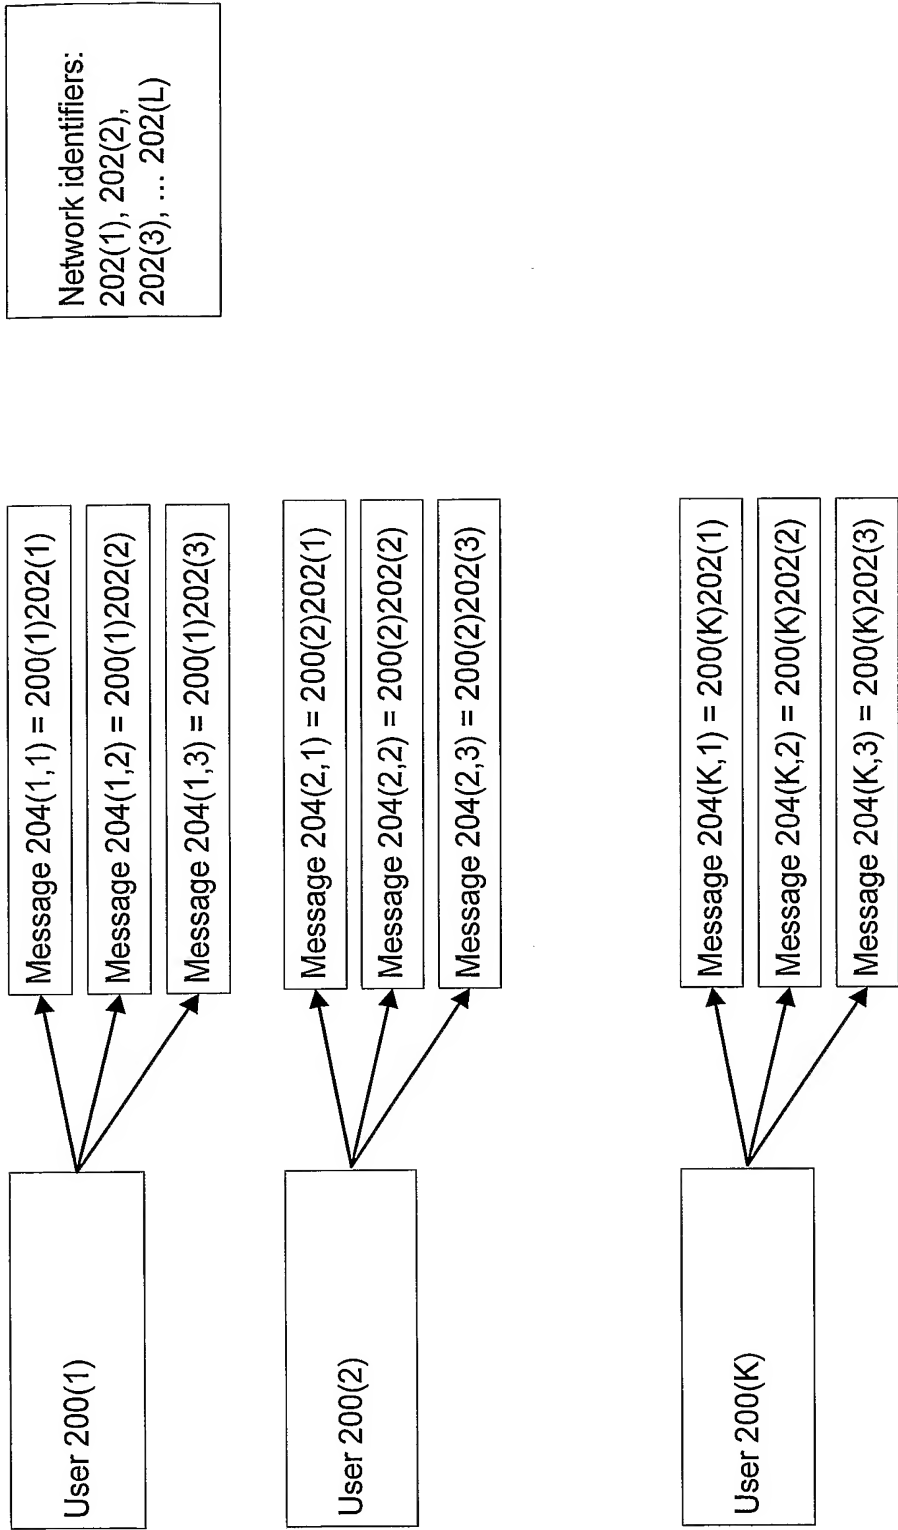 User 200(1)
Message 204(1,1) = 200(1)202(1)
Message 204(1,2) = 200(1)202(2)
Message 204(1,3) = 200(1)202(3)
Network identifiers:
202(1), 202(2),
202(3), ... 202(L)
User 200(2)
Message 204(2,1) = 200(2)202(1)
Message 204(2,2) = 200(2)202(2)
Message 204(2,3) = 200(2)202(3)
User 200(K)
Message 204(K,1) = 200(K)202(1)
Message 204(K,2) = 200(K)202(2)
Message 204(K,3) = 200(K)202(3)